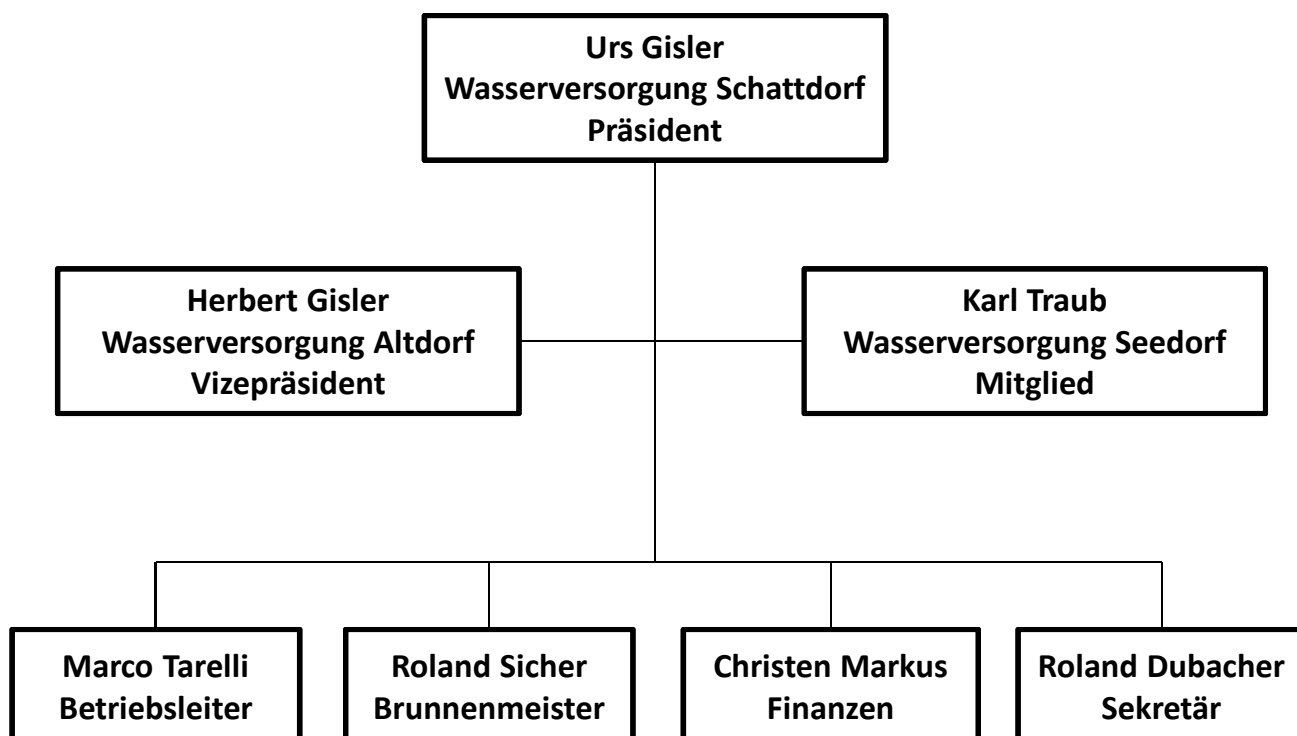 Urs Gisler
Wasserversorgung Schattdorf
Präsident
Herbert Gisler
Wasserversorgung Altdorf
Vizepräsident
Karl Traub
Wasserversorgung Seedorf
Mitglied
Marco Tarelli
Betriebsleiter
Roland Sicher
Brunnenmeister
Christen Markus
Finanzen
Roland Dubacher
Sekretär